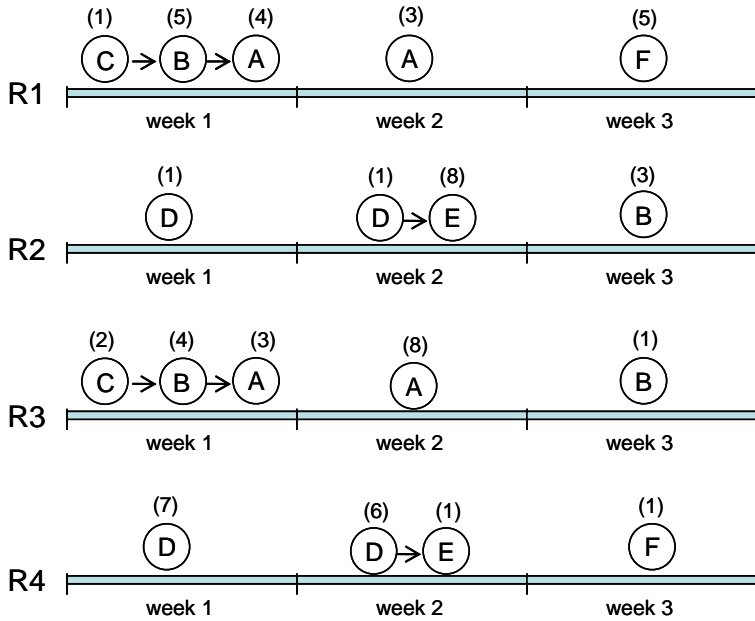 (1) (5) (4) (3) (5)
C B A A F
R1
week 1 week 2 week 3
(1) (1) (8) (3)
D D E B
R2
week 1 week 2 week 3
(2) (4) (3) (8) (1)
C B A A B
R3
week 1 week 2 week 3
(7) (6) (1) (1)
D D E F
R4
week 1 week 2 week 3